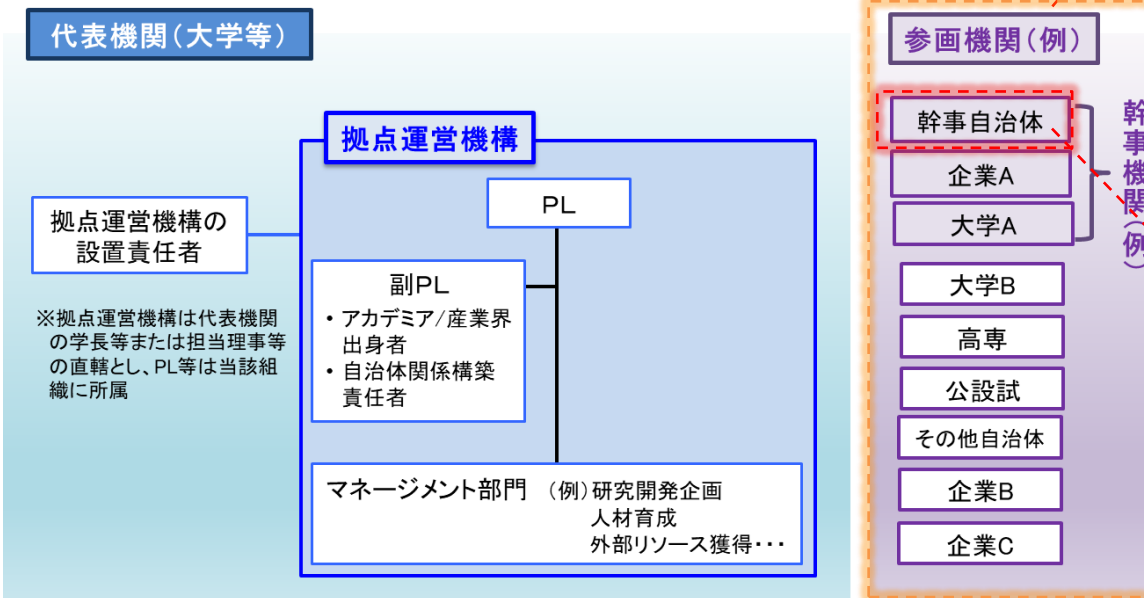 代表機関(大学等)
拠点運営機構
拠点運営機構の
設置責任者
※拠点運営機構は代表機関
の学長等または担当理事等
の直轄とし、PL等は当該組
織に所属
PL
副PL
・アカデミア/産業界
出身者
・自治体関係構築
責任者
マネージメント部門 (例)研究開発企画
人材育成
外部リソース獲得・・・
参画機関(例)
幹事自治体
企業A
大学A
幹事機関(例)
大学B
高専
公設試
その他自治体
企業B
企業C